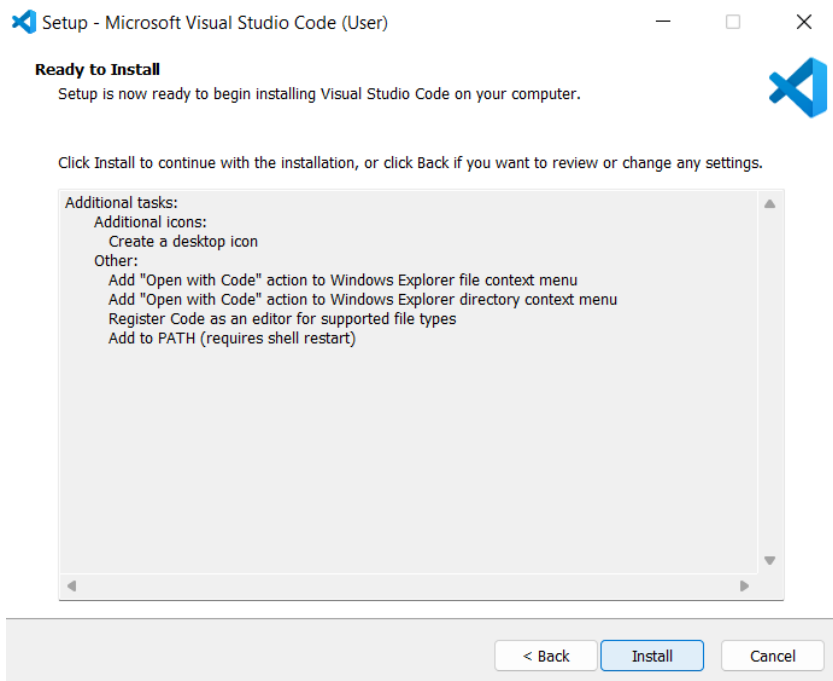 Setup - Microsoft Visual Studio Code (User)
Ready to Install
Setup is now ready to begin installing Visual Studio Code on your computer.
Click Install to continue with the installation, or click Back if you want to review or change any settings.
Additional tasks:
Additional icons:
Create a desktop icon
Other:
Add "Open with Code" action to Windows Explorer file context menu
Add "Open with Code" action to Windows Explorer directory context menu
Register Code as an editor for supported file types
Add to PATH (requires shell restart)
< Back Install Cancel